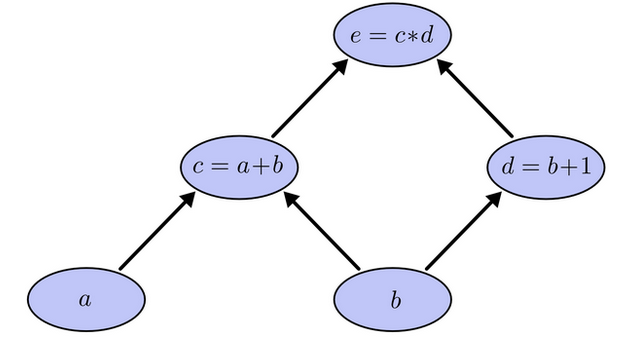 e = c*d
c = a+b
d = b+1
a
b